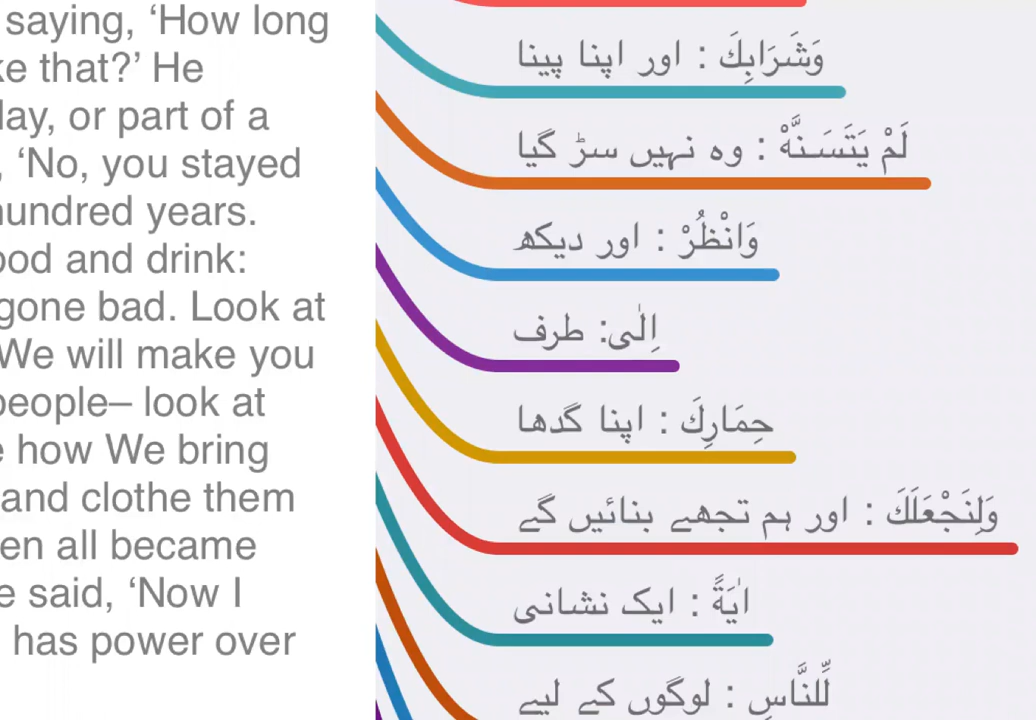 saying, ‘How long
ke that?’ He
day, or part of a
, ‘No, you stayed
hundred years.
ood and drink:
gone bad. Look at
We will make you
people– look at
e how We bring
and clothe them
en all became
e said, ‘Now I
has power over
وَشَرَابِكَ : اور اپنا پینا
لَمْ يَتَسَـنَّهْ : وہ نہیں سڑ گیا
وَانْظُرْ : اور دیکھ
اِلٰى: طرف
حِمَارِكَ : اپنا گدھا
وَلِنَجْعَلَكَ : اور ہم تجھے بنائیں گے
اٰيَةً : ایک نشانی
لِّلنَّاسِ : لوگوں کے لیے